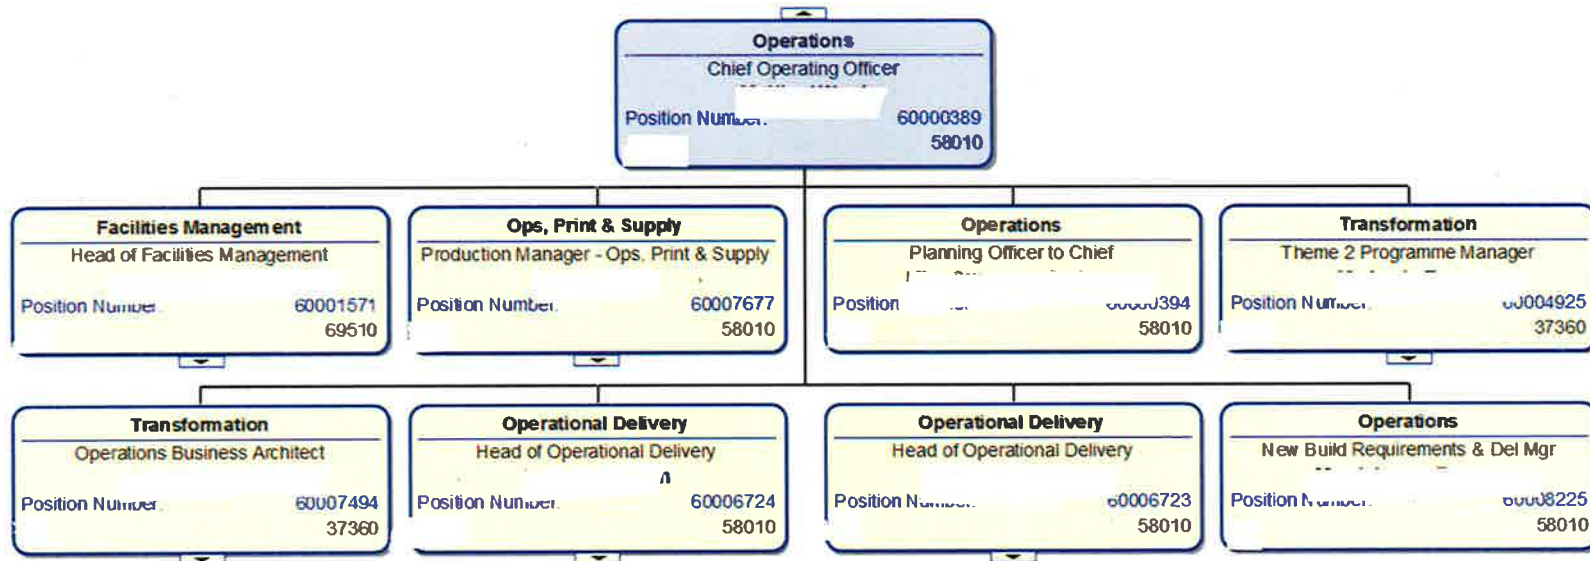 Operations
Chief Operating Officer
Position Number: 60000389
58010
Facilities Management
Head of Facilities Management
Position Number: 60001571
69510
Ops, Print & Supply
Production Manager - Ops, Print & Supply
Position Number: 60007677
58010
Operations
Planning Officer to Chief
Position 60000394
58010
Transformation
Theme 2 Programme Manager
Position Number: 60004925
37360
Transformation
Operations Business Architect
Position Number: 60007494
37360
Operational Delivery
Head of Operational Delivery
Position Number: 60006724
58010
Operational Delivery
Head of Operational Delivery
Position Number: 60006723
58010
Operations
New Build Requirements & Del Mgr
Position Number: 60008225
58010